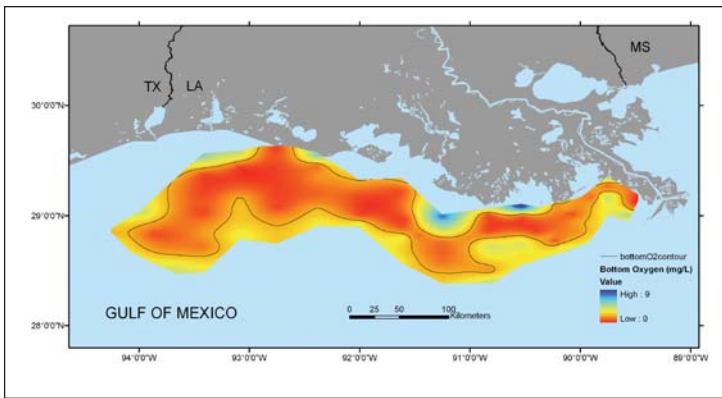 MS
TX
LA
30°0'0"N
29°0'0"N
28°0'0"N
GULF OF MEXICO
0 25 50 100
Kilometers
bottomO2contour
Bottom Oxygen (mg/L)
Value
High : 9
Low : 0
94°0'0"W 93°0'0"W 92°0'0"W 91°0'0"W 90°0'0"W 89°0'0"W